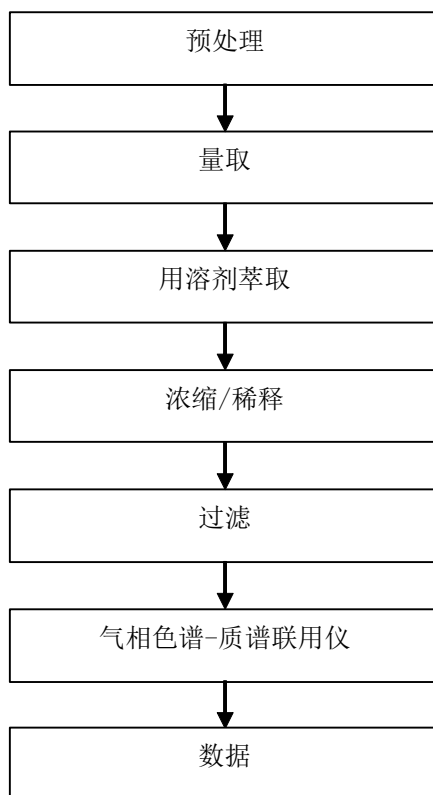 预处理
量取
用溶剂萃取
浓缩/稀释
过滤
气相色谱-质谱联用仪
数据